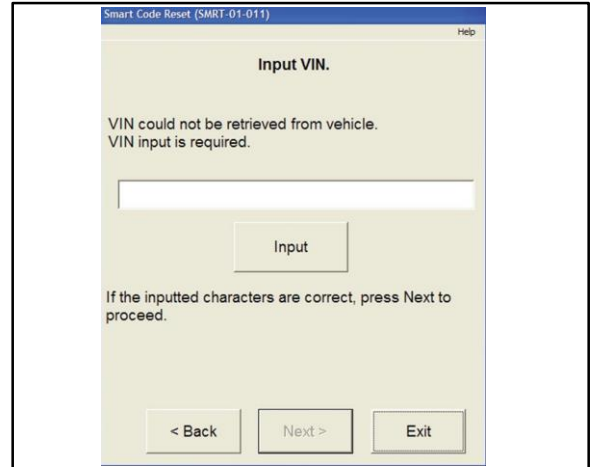 Smart Code Reset (SMRT-01-011)
Help
Input VIN.
VIN could not be retrieved from vehicle.
VIN input is required.
Input
If the inputted characters are correct, press Next to
proceed.
< Back
Next >
Exit